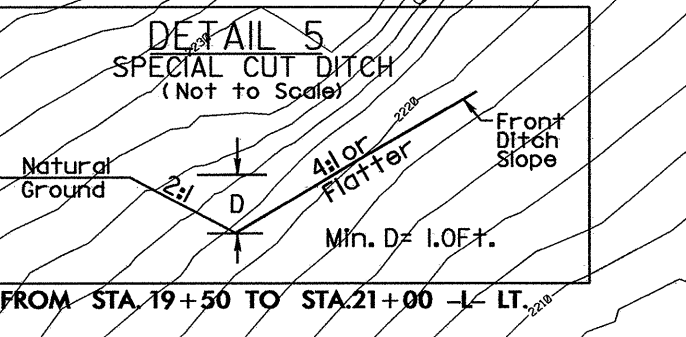 DETAIL 5
2230
SPECIAL CUT DITCH
(Not to Scale)
2220
Front
Ditch
Slope
4:1 or
Flatter
Natural
Ground
2:1
D
Min. D= 1.0Ft.
FROM STA. 19+50 TO STA.21+00 -L- LT.
2210